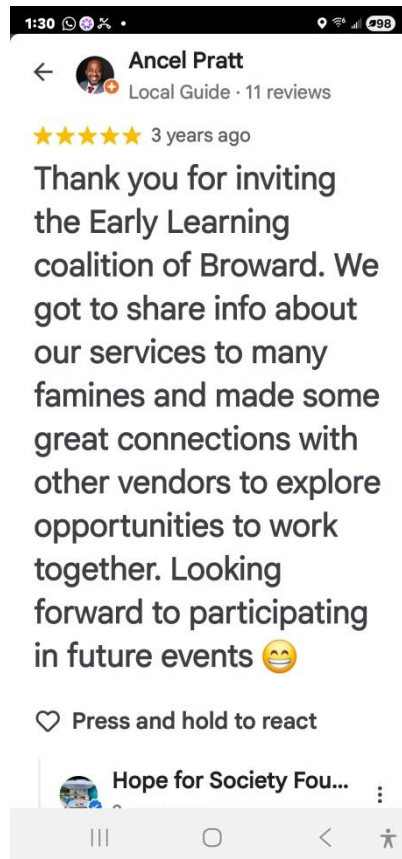 1:30
98
Ancel Pratt
Local Guide · 11 reviews
3 years ago
Thank you for inviting
the Early Learning
coalition of Broward. We
got to share info about
our services to many
famines and made some
great connections with
other vendors to explore
opportunities to work
together. Looking
forward to participating
in future events 😁
Press and hold to react
Hope for Society Fou...